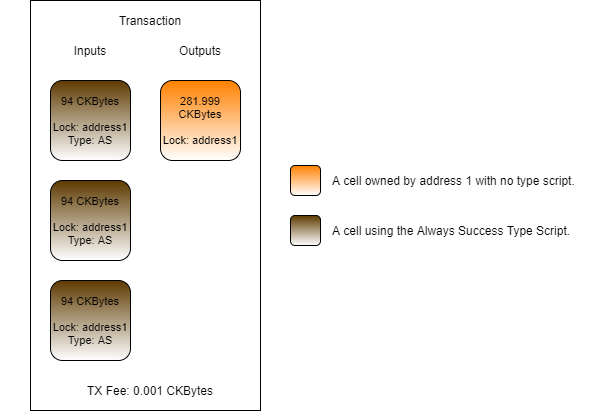 Transaction
Inputs
Outputs
94 CKBytes
Lock: address1
Type: AS
281.999
CKBytes
Lock: address1
94 CKBytes
Lock: address1
Type: AS
94 CKBytes
Lock: address1
Type: AS
TX Fee: 0.001 CKBytes
A cell owned by address 1 with no type script.
A cell using the Always Success Type Script.